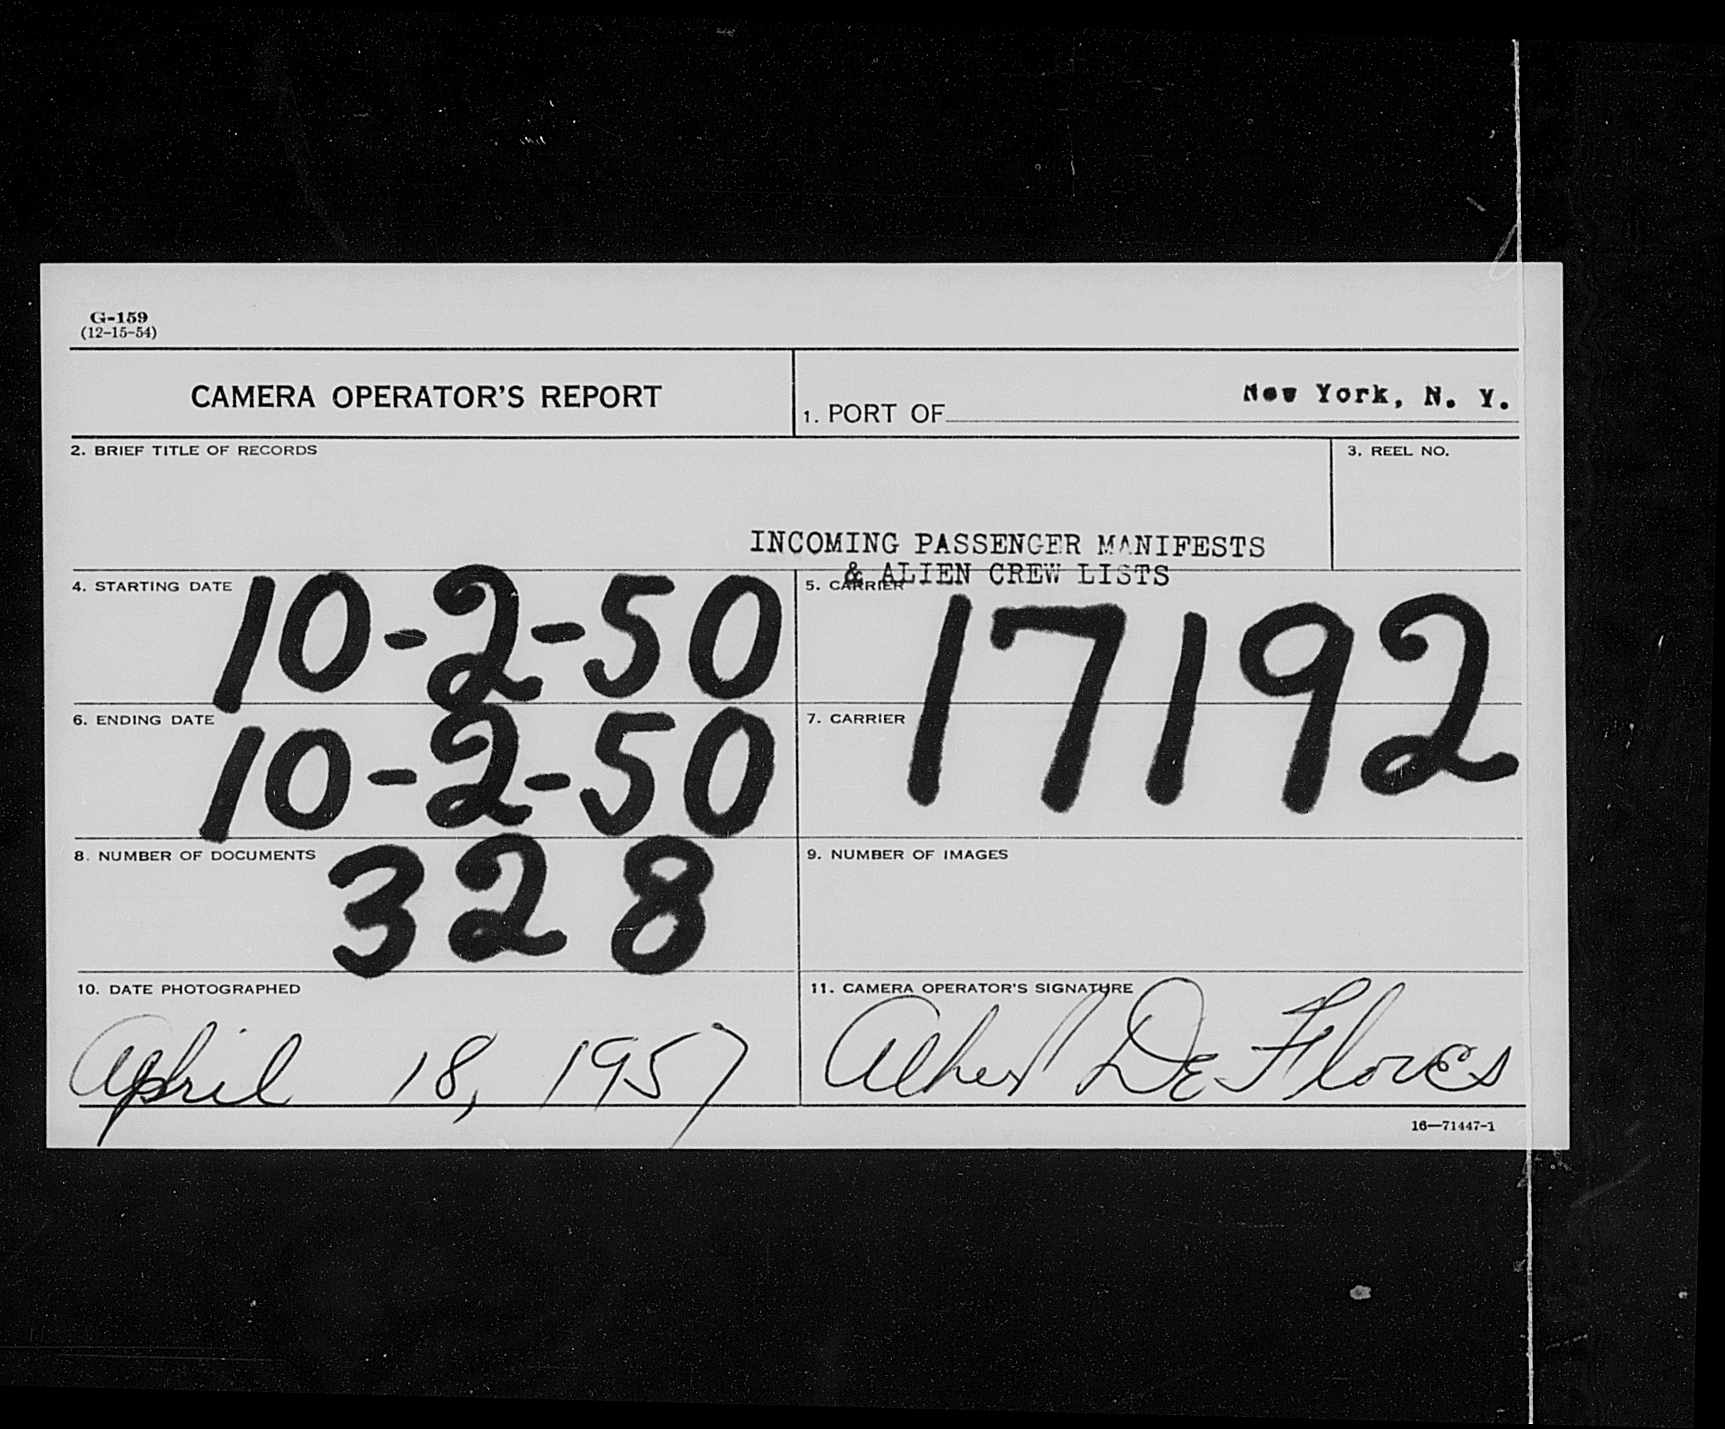 G-159
(12-15-54)
CAMERA OPERATOR'S REPORT
1. PORT OF New York, N. Y.
2. BRIEF TITLE OF RECORDS
3. REEL NO.
INCOMING PASSENGER MANIFESTS
& ALIEN CREW LISTS
4. STARTING DATE 10-2-50
5. CARRIER
17192
6. ENDING DATE 10-2-50
7. CARRIER
8. NUMBER OF DOCUMENTS 328
9. NUMBER OF IMAGES
10. DATE PHOTOGRAPHED
April 18, 1957
11. CAMERA OPERATOR'S SIGNATURE
Albert DeFlores
16—71447-1